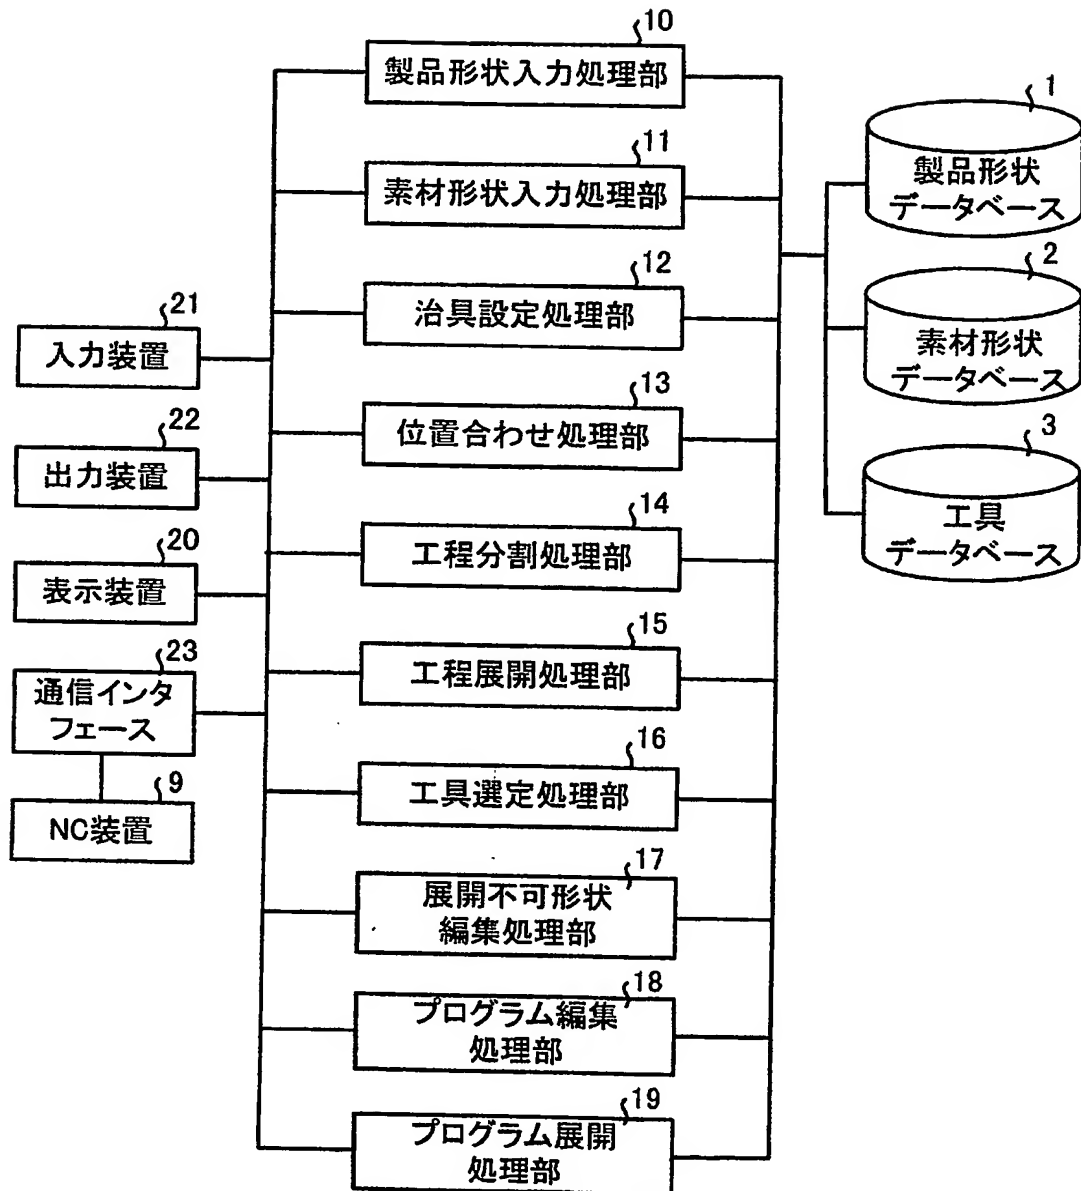 10
製品形状入力処理部
11
素材形状入力処理部
12
治具設定処理部
13
位置合わせ処理部
14
工程分割処理部
15
工程展開処理部
16
工具選定処理部
17
展開不可形状
編集処理部
18
プログラム編集
処理部
19
プログラム展開
処理部
21
入力装置
22
出力装置
20
表示装置
23
通信インタ
フェース
9
NC装置
1
製品形状
データベース
2
素材形状
データベース
3
工具
データベース